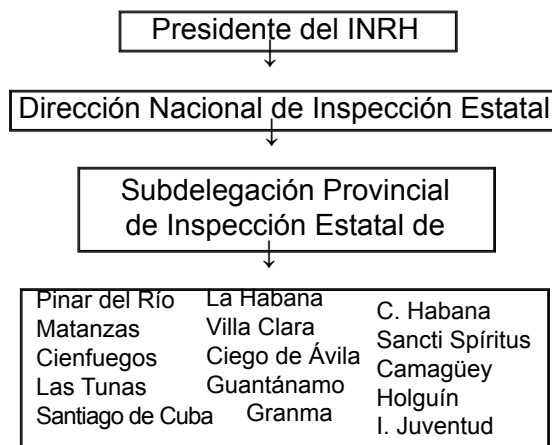 Presidente del INRH
↓
Dirección Nacional de Inspección Estatal
↓
Subdelegación Provincial
de Inspección Estatal de
↓
Pinar del Río
Matanzas
Cienfuegos
Las Tunas
Santiago de Cuba
La Habana
Villa Clara
Ciego de Ávila
Guantánamo
Granma
C. Habana
Sancti Spíritus
Camagüey
Holguín
I. Juventud